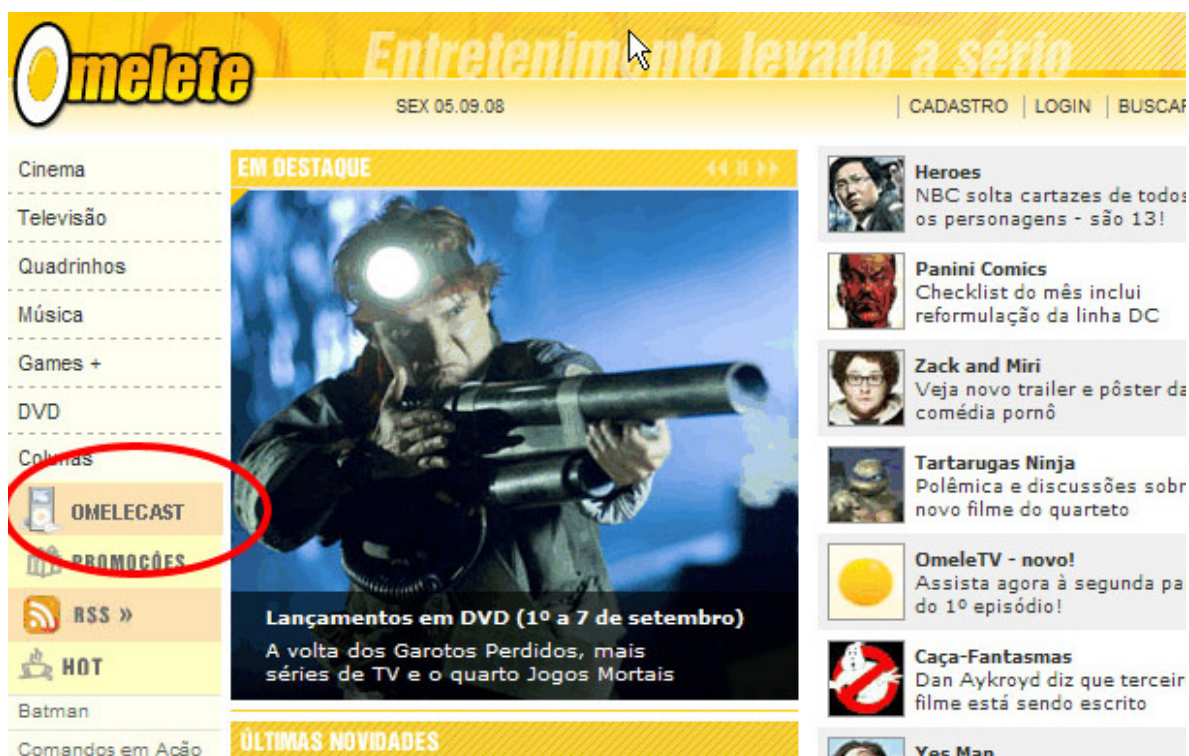 Omelete
Entretenimento levado a sério
SEX 05.09.08
| CADASTRO | LOGIN | BUSCAR
Cinema
Televisão
Quadrinhos
Música
Games +
DVD
Colunas
OMELECAST
PROMOÇÕES
RSS »
HOT
Batman
Comandos em Ação
EM DESTAQUE
Lançamentos em DVD (1º a 7 de setembro)
A volta dos Garotos Perdidos, mais
séries de TV e o quarto Jogos Mortais
ÚLTIMAS NOVIDADES
Heroes
NBC solta cartazes de todos
os personagens - são 13!
Panini Comics
Checklist do mês inclui
reformulação da linha DC
Zack and Miri
Veja novo trailer e pôster da
comédia pornô
Tartarugas Ninja
Polêmica e discussões sobr
novo filme do quarteto
OmeleTV - novo!
Assista agora à segunda pa
do 1º episódio!
Caça-Fantasmas
Dan Aykroyd diz que terceir
filme está sendo escrito
Yes Man